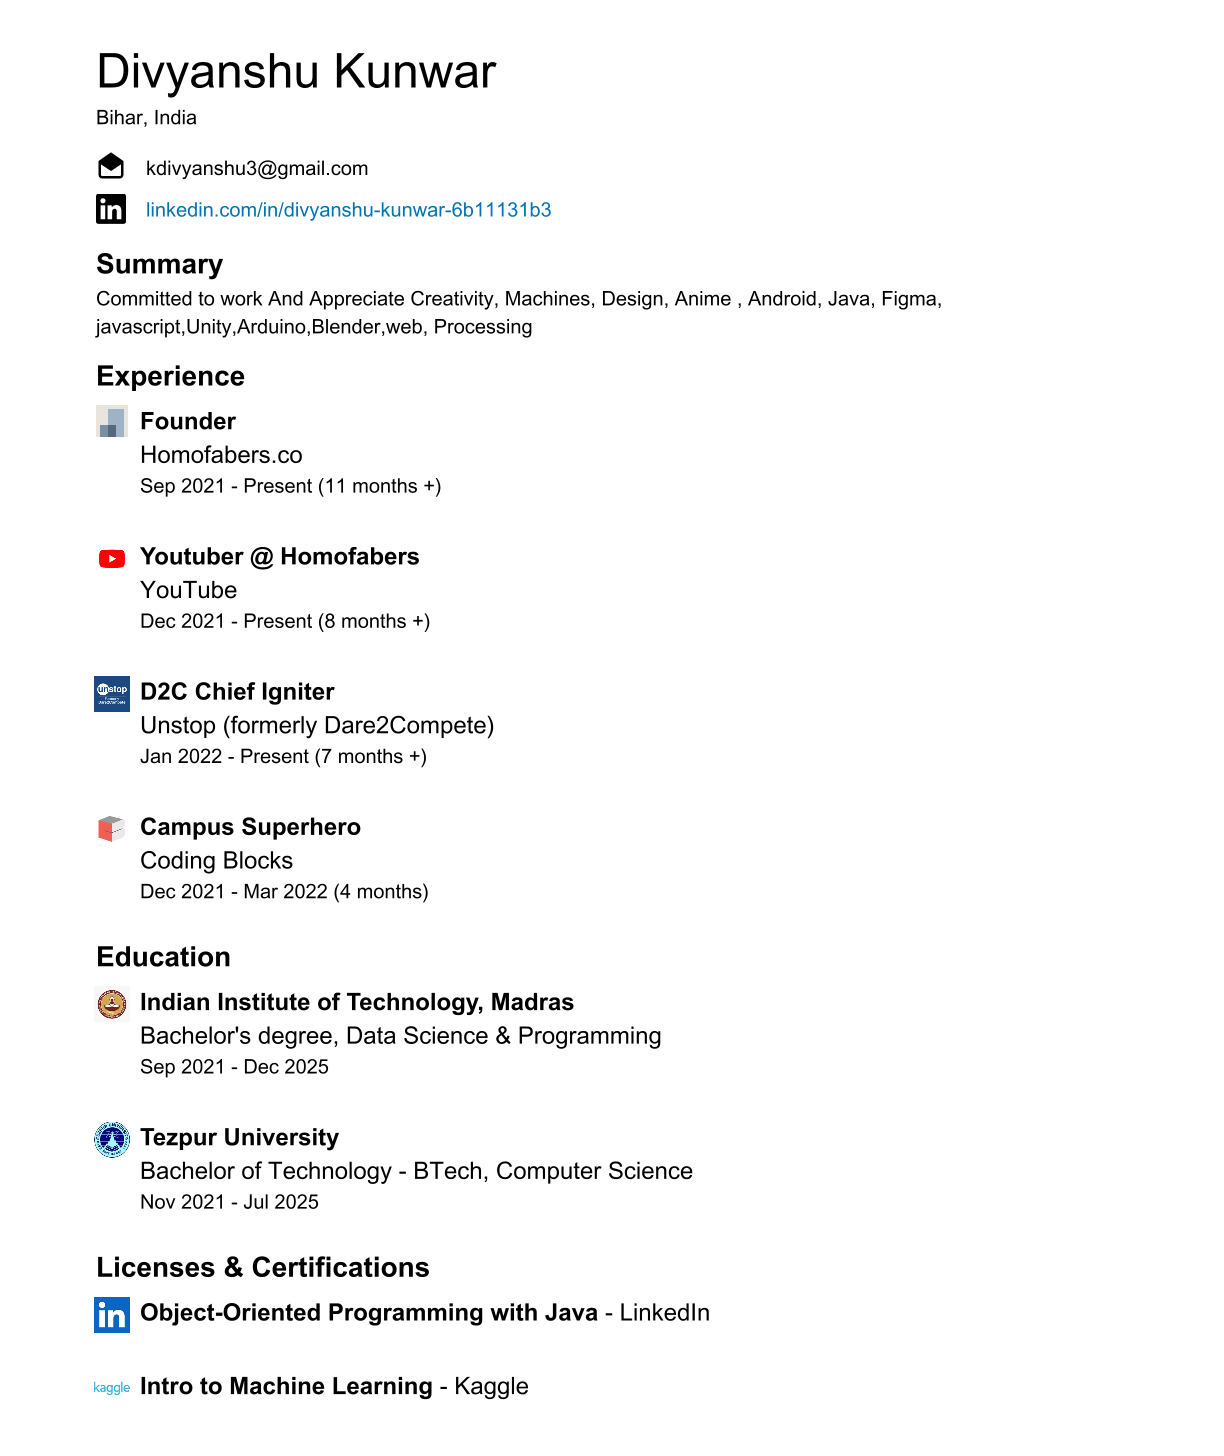 Divyanshu Kunwar
Bihar, India
kdivyanshu3@gmail.com
in linkedin.com/in/divyanshu-kunwar-6b11131b3
Summary
Committed to work And Appreciate Creativity, Machines, Design, Anime , Android, Java, Figma,
javascript,Unity,Arduino,Blender,web, Processing
Experience
Founder
Homofabers.co
Sep 2021 - Present (11 months +)
Youtuber @ Homofabers
YouTube
Dec 2021 - Present (8 months +)
unstop
D2C Chief Igniter
Unstop (formerly Dare2Compete)
Jan 2022 - Present (7 months +)
Campus Superhero
Coding Blocks
Dec 2021 - Mar 2022 (4 months)
Education
Indian Institute of Technology, Madras
Bachelor's degree, Data Science & Programming
Sep 2021 - Dec 2025
Tezpur University
Bachelor of Technology - BTech, Computer Science
Nov 2021 - Jul 2025
Licenses & Certifications
in Object-Oriented Programming with Java - LinkedIn
kaggle Intro to Machine Learning - Kaggle